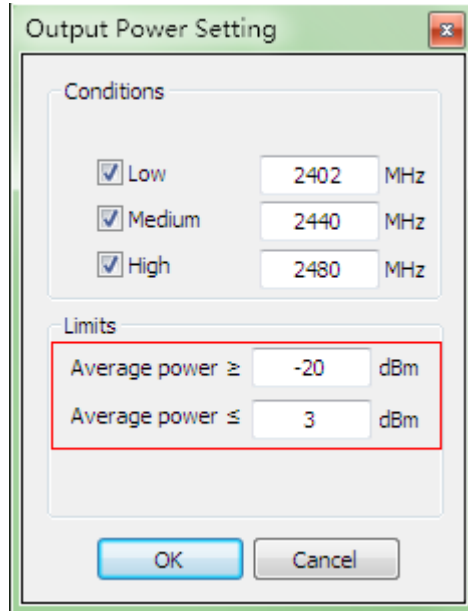 Output Power Setting
Conditions
Low 2402 MHz
Medium 2440 MHz
High 2480 MHz
Limits
Average power ≥ -20 dBm
Average power ≤ 3 dBm
OK Cancel